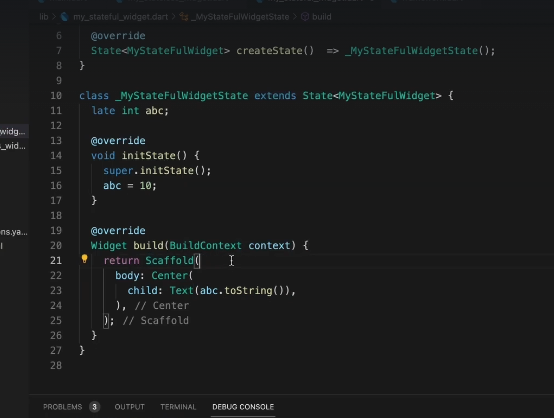 lib > my_stateful_widget.dart > _MyStateFulWidgetState > build
6 @override
7 State<MyStateFulWidget> createState() => _MyStateFulWidgetState();
8 }
9
10 class _MyStateFulWidgetState extends State<MyStateFulWidget> {
11 late int abc;
12
13 @override
14 void initState() {
15 super.initState();
16 abc = 10;
17 }
18
19 @override
20 Widget build(BuildContext context) {
21 return Scaffold(
22 body: Center(
23 child: Text(abc.toString()),
24 ), // Center
25 ); // Scaffold
26 }
27 }
28
_widg...
s_wid...
ons.ya...
PROBLEMS 3 OUTPUT TERMINAL DEBUG CONSOLE